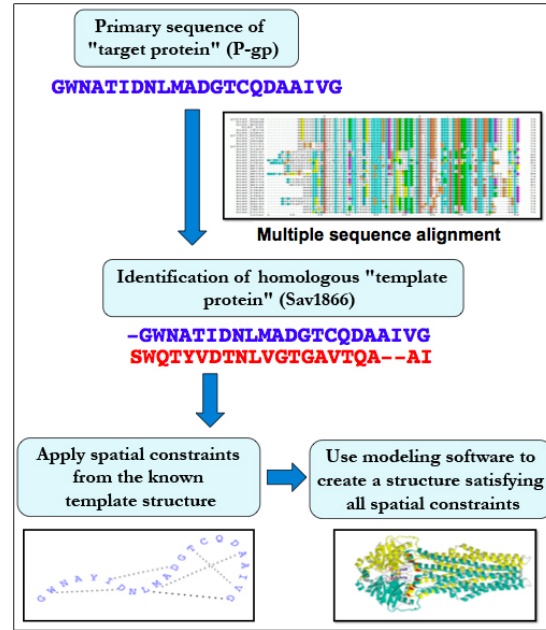 Primary sequence of
"target protein" (P-gp)
GWNATIDNLMADGTCQDAAIVG
Multiple sequence alignment
Identification of homologous "template
protein" (Sav1866)
-GWNATIDNLMADGTCQDAAIVG
SWQTYVDTNLVGTGAVTQA--AI
Apply spatial constraints
from the known
template structure
Use modeling software to
create a structure satisfying
all spatial constraints
GWNAYIDNLMADGTCQDAAIVG